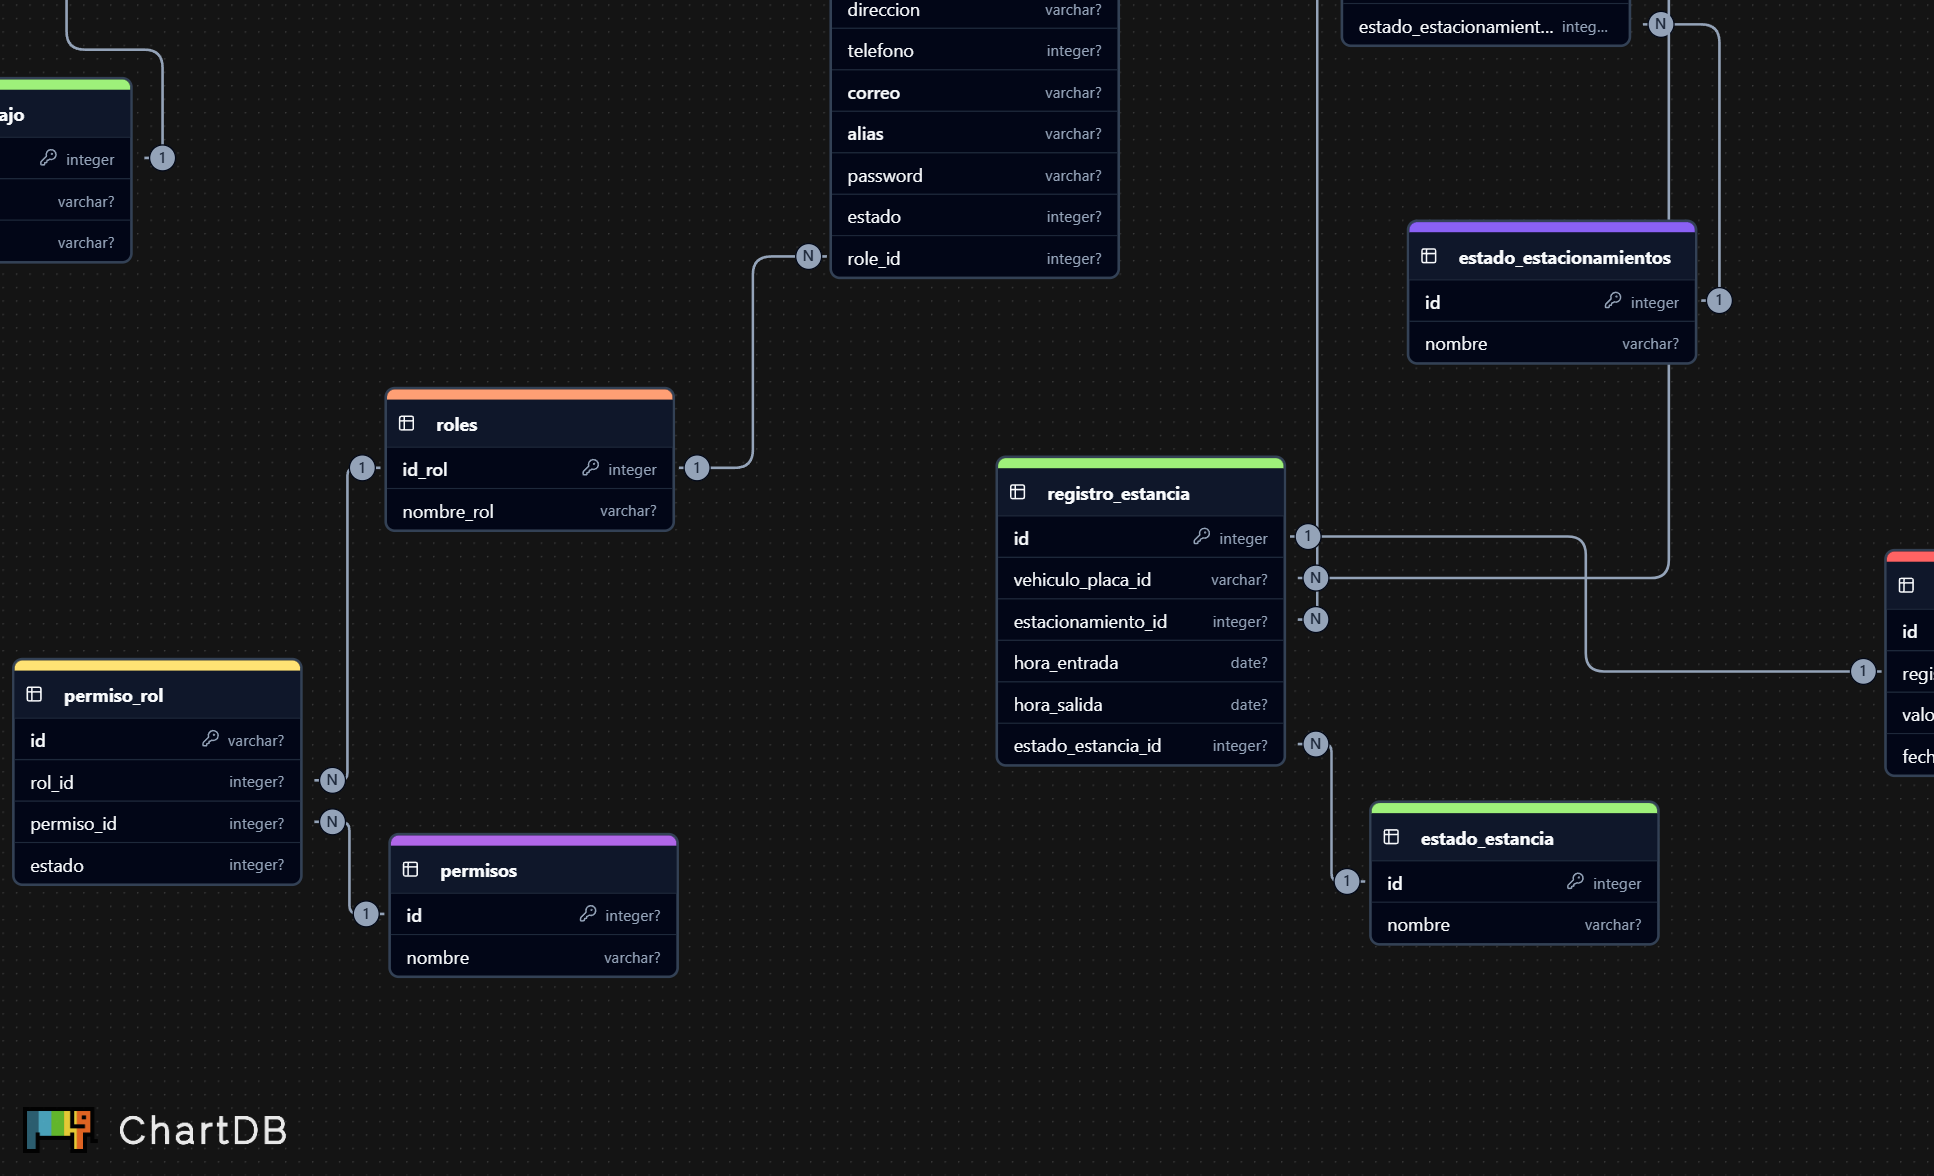 direccion varchar?
telefono integer?
correo varchar?
alias varchar?
password varchar?
estado integer?
role_id integer?
estado_estacionamient... integ...
N
ajo
integer
varchar?
varchar?
1
N
estado_estacionamientos
id integer
nombre varchar?
1
roles
id_rol integer
nombre_rol varchar?
1
1
registro_estancia
id integer
vehiculo_placa_id varchar?
estacionamiento_id integer?
hora_entrada date?
hora_salida date?
estado_estancia_id integer?
1
N
N
N
1
id
regis
valo
fech
permiso_rol
id varchar?
rol_id integer?
permiso_id integer?
estado integer?
N
N
permisos
id integer?
nombre varchar?
1
estado_estancia
id integer
nombre varchar?
1
ChartDB